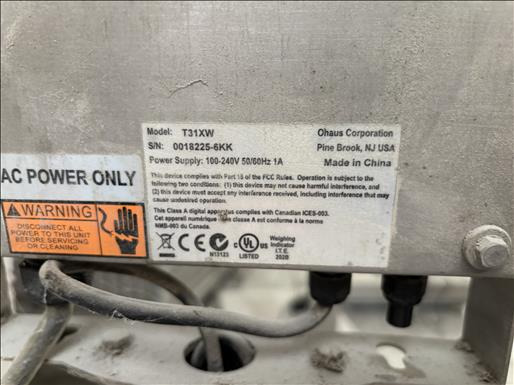 Model: T31XW
S/N: 0018225-6KK
Power Supply: 100-240V 50/60Hz 1A
Ohaus Corporation
Pine Brook, NJ USA
Made in China
This device complies with Part 15 of the FCC Rules. Operation is subject to the
following two conditions: (1) this device may not cause harmful interference, and
(2) this device must accept any interference received, including interference that may
cause undesired operation.
This Class A digital apparatus complies with Canadian ICES-003.
Cet appareil numérique de la classe A est conforme à la norme
NMB-003 du Canada.
CE
N13123
C UL US
LISTED
Weighing
Indicator
I.T.E.
202B
AC POWER ONLY
WARNING
DISCONNECT ALL
POWER TO THIS UNIT
BEFORE SERVICING
OR CLEANING